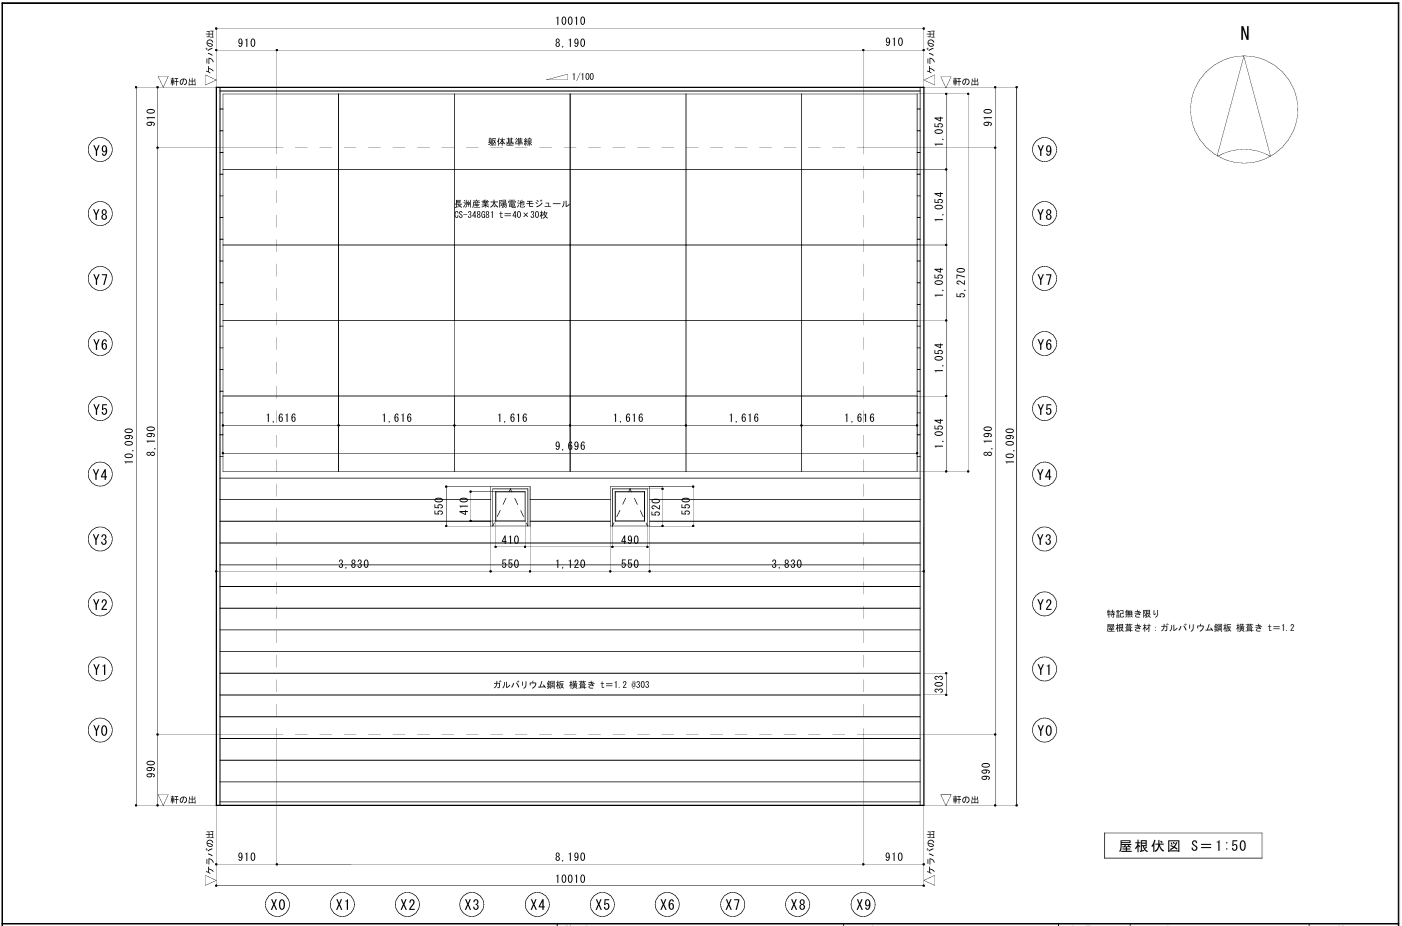 10010
910
8,190
910
ケラバの出
ケラバの出
N
軒の出
1/100
軒の出
910
1,054
910
躯体基準線
Y9
Y9
長洲産業太陽電池モジュール
CS-348G81 t=40×30枚
1,054
Y8
Y8
1,054
5,270
Y7
Y7
1,054
Y6
Y6
1,616
1,616
1,616
1,616
1,616
1,616
Y5
Y5
1,054
10,090
8,190
9,696
8,190
10,090
Y4
Y4
550
410
520
550
410
490
Y3
Y3
3,830
550
1,120
550
3,830
Y2
Y2
特記無き限り
屋根葺き材：ガルバリウム鋼板 横葺き t=1.2
Y1
Y1
ガルバリウム鋼板 横葺き t=1.2 @303
303
Y0
Y0
990
990
軒の出
軒の出
ケラバの出
ケラバの出
屋根伏図 S=1:50
910
8,190
910
10010
X0
X1
X2
X3
X4
X5
X6
X7
X8
X9